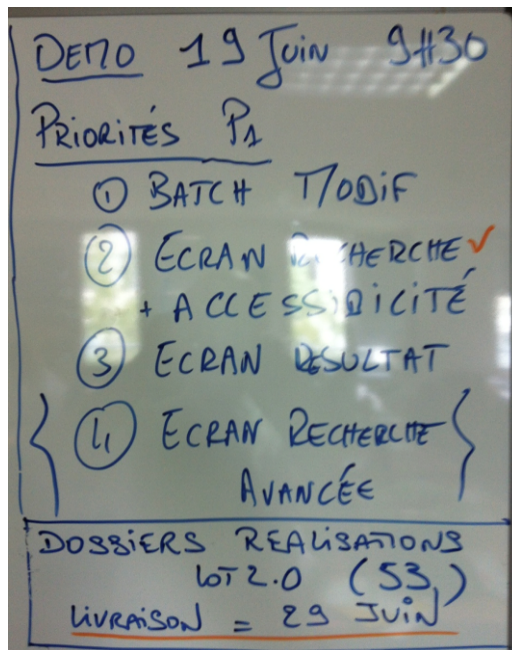 DEMO 19 JUIN 9H30
PRIORITÉS P1
① BATCH MODIF
② ECRAN RECHERCHE ✓
+ ACCESSIBILITÉ
③ ECRAN RESULTAT
{ ④ ECRAN RECHERCHE }
AVANCÉE
DOSSIERS REALISATIONS
LOT 2.0 (53)
LIVRAISON = 29 JUIN